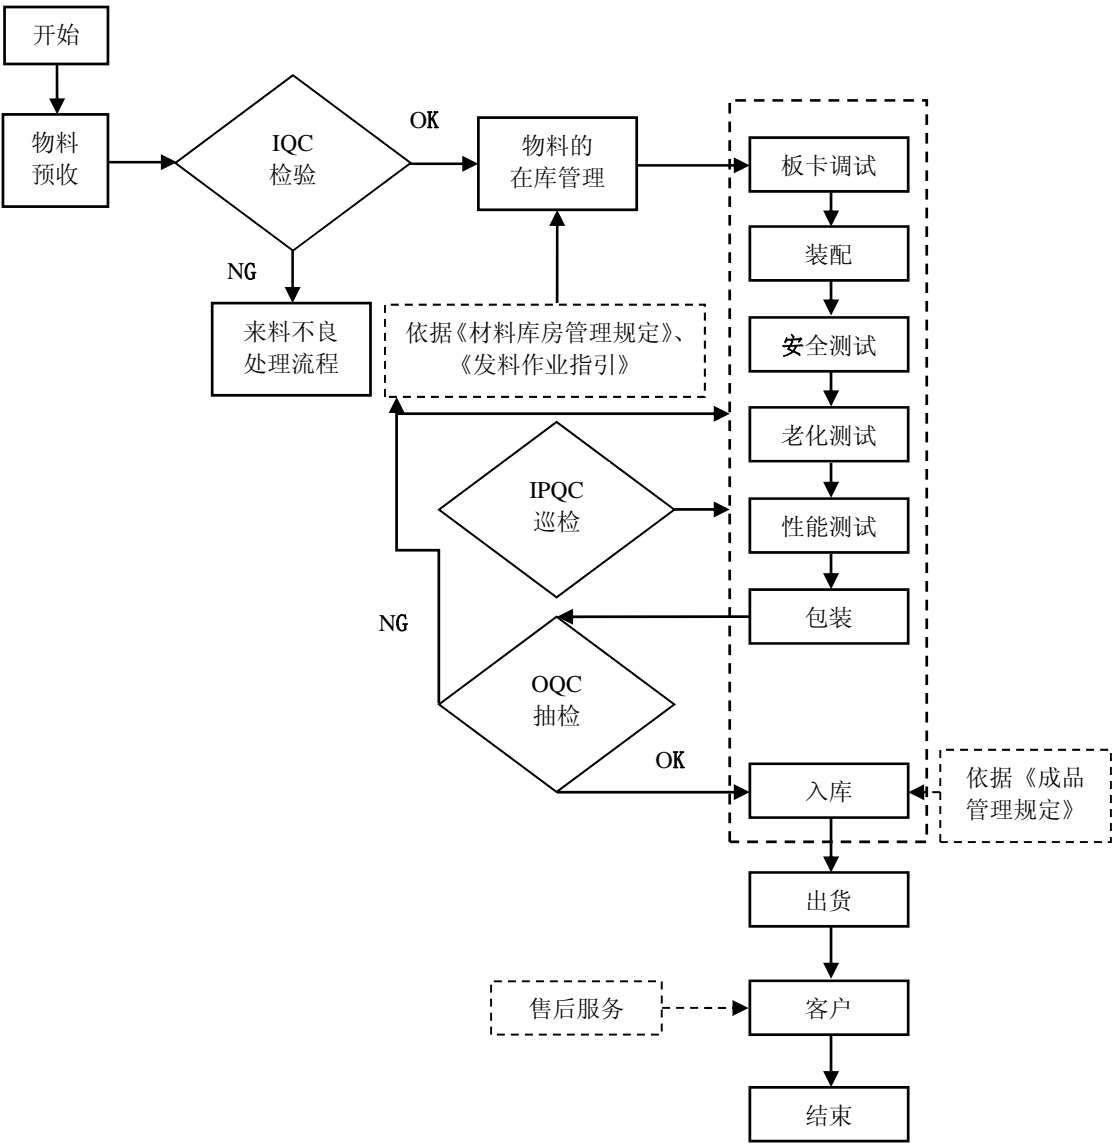 开始
物料
预收
IQC
检验
OK
NG
物料的
在库管理
来料不良
处理流程
依据《材料库房管理规定》、
《发料作业指引》
板卡调试
装配
安全测试
老化测试
性能测试
包装
IPQC
巡检
NG
OQC
抽检
OK
入库
依据《成品
管理规定》
出货
售后服务
客户
结束